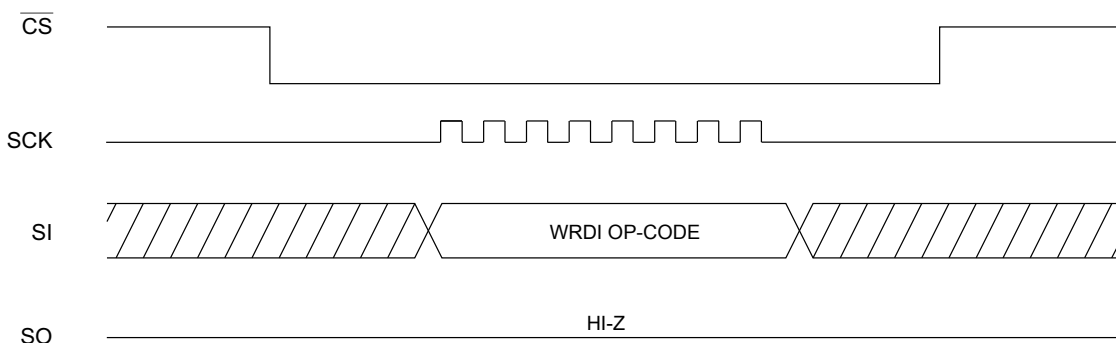 CS
SCK
SI
WRDI OP-CODE
HI-Z
SO